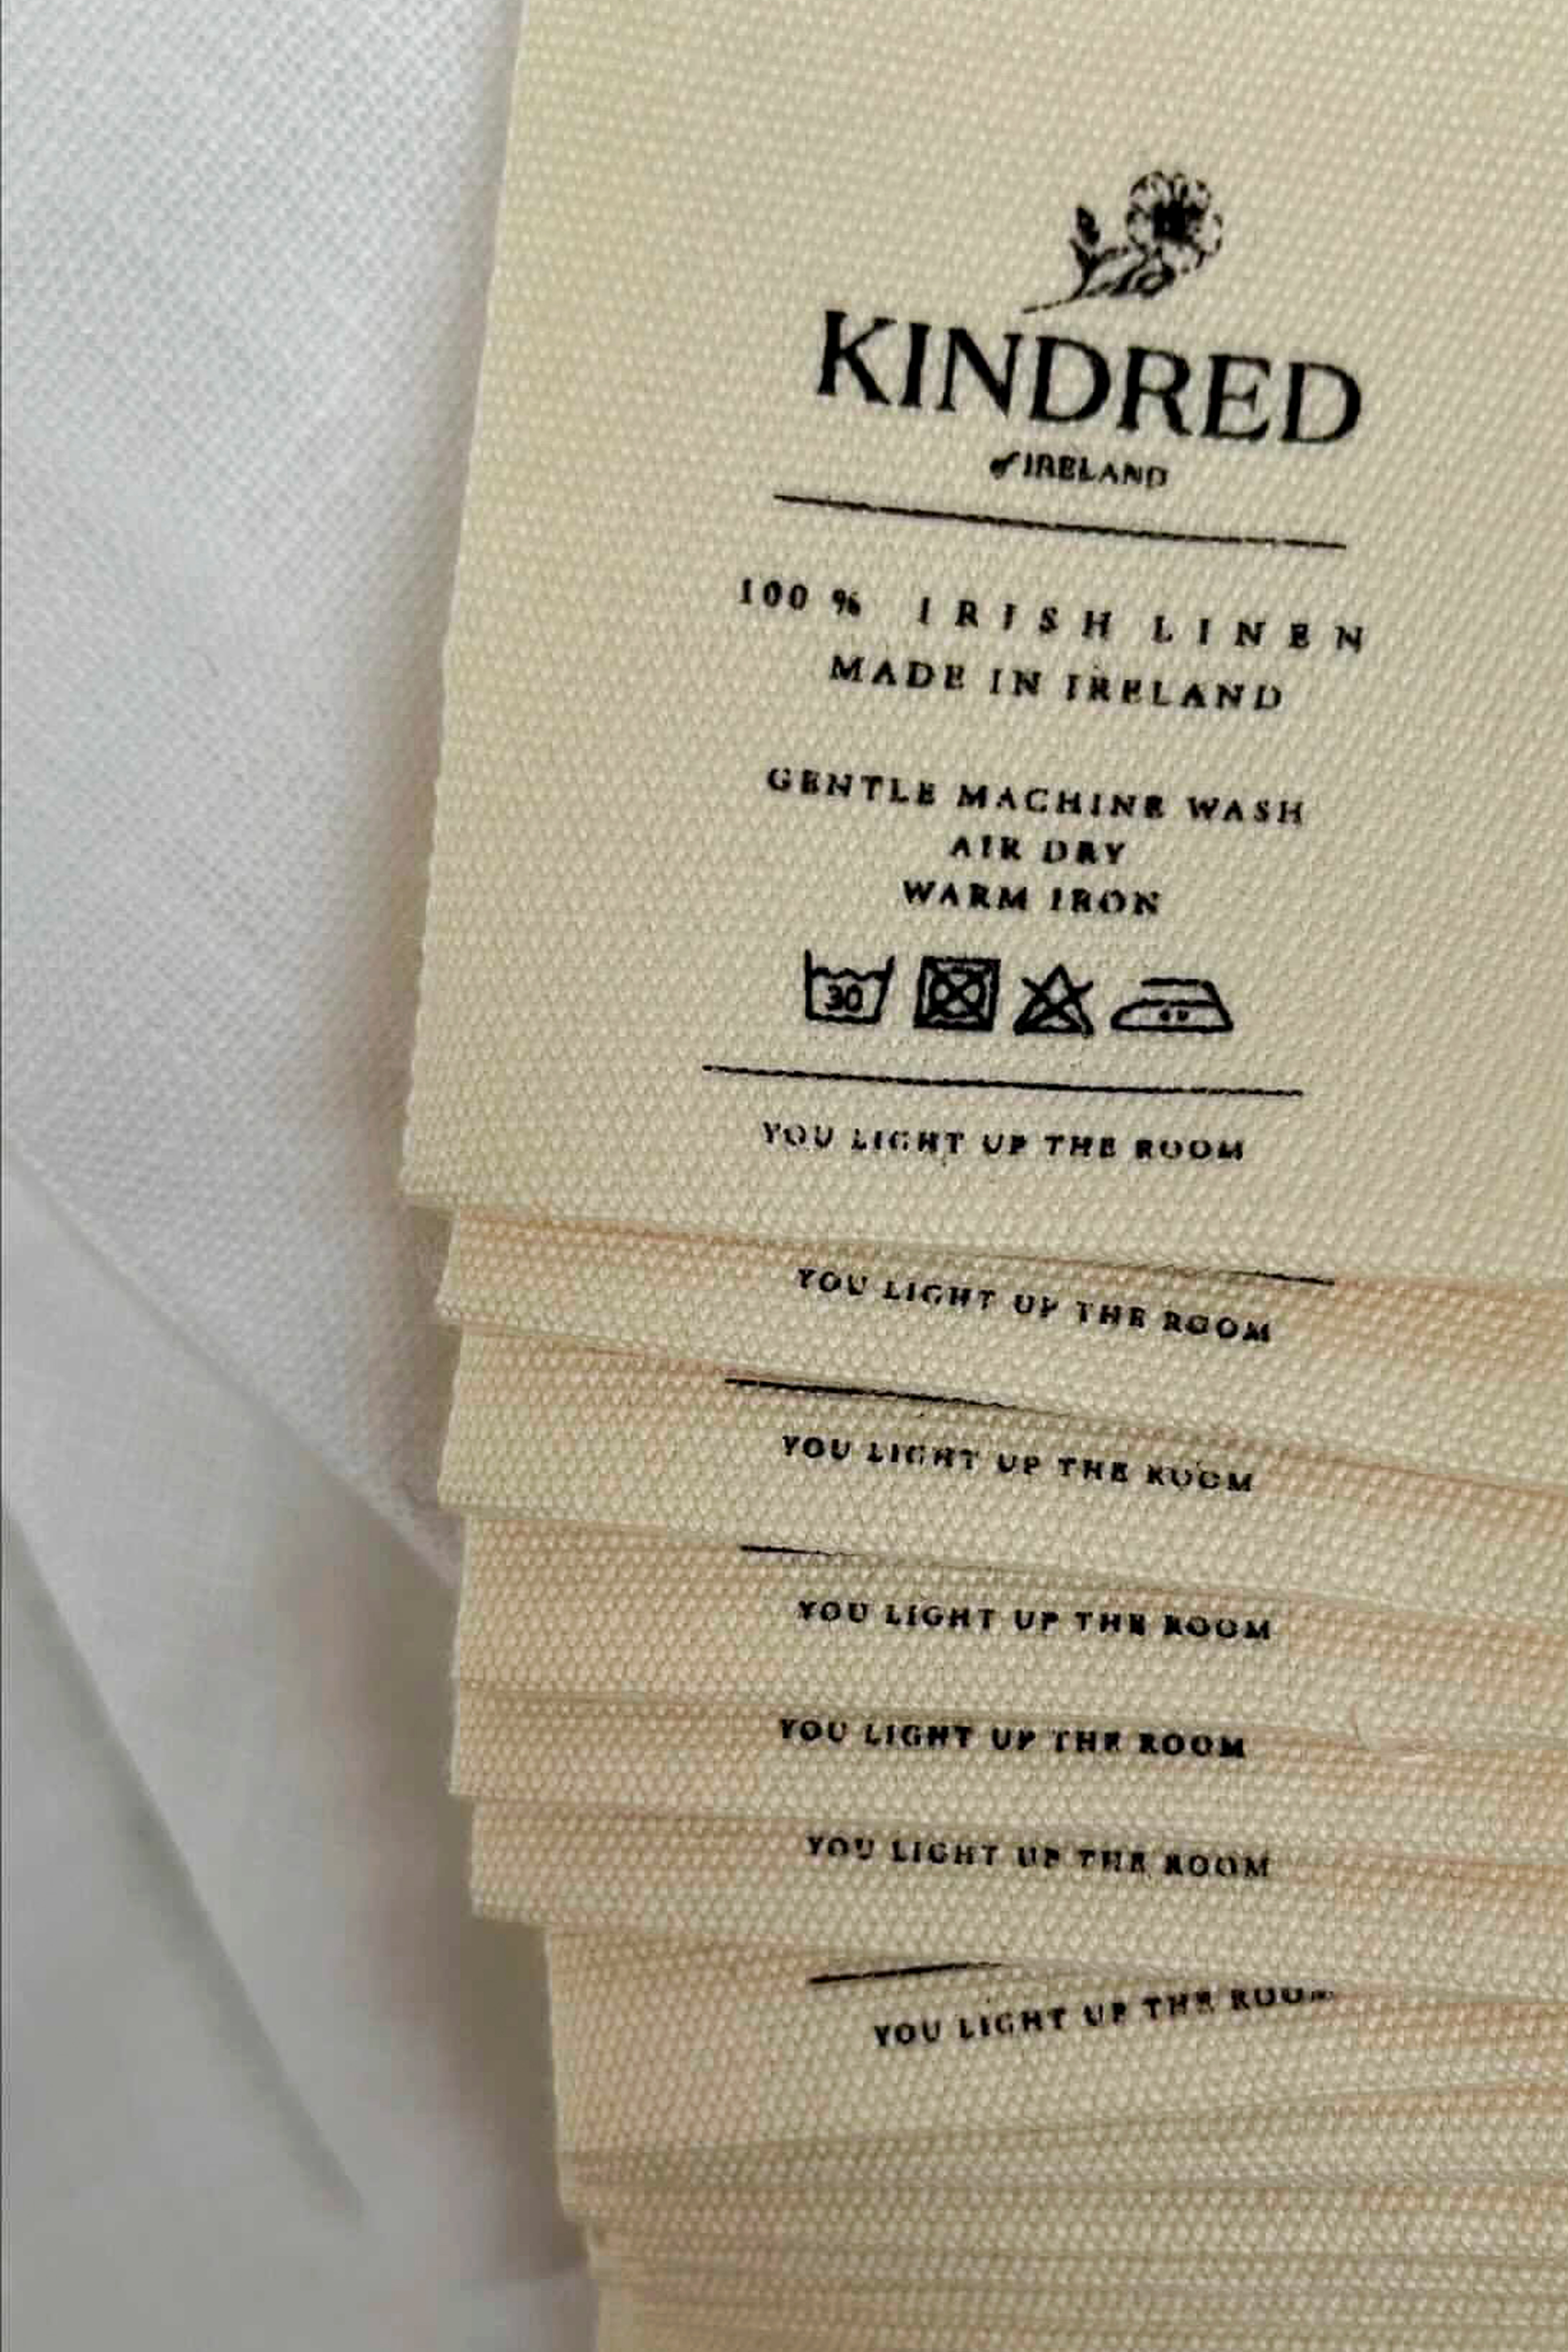 KINDRED
of IRELAND
100 % IRISH LINEN
MADE IN IRELAND
GENTLE MACHINE WASH
AIR DRY
WARM IRON
30
YOU LIGHT UP THE ROOM
YOU LIGHT UP THE ROOM
YOU LIGHT UP THE ROOM
YOU LIGHT UP THE ROOM
YOU LIGHT UP THE ROOM
YOU LIGHT UP THE ROOM
YOU LIGHT UP THE ROOM